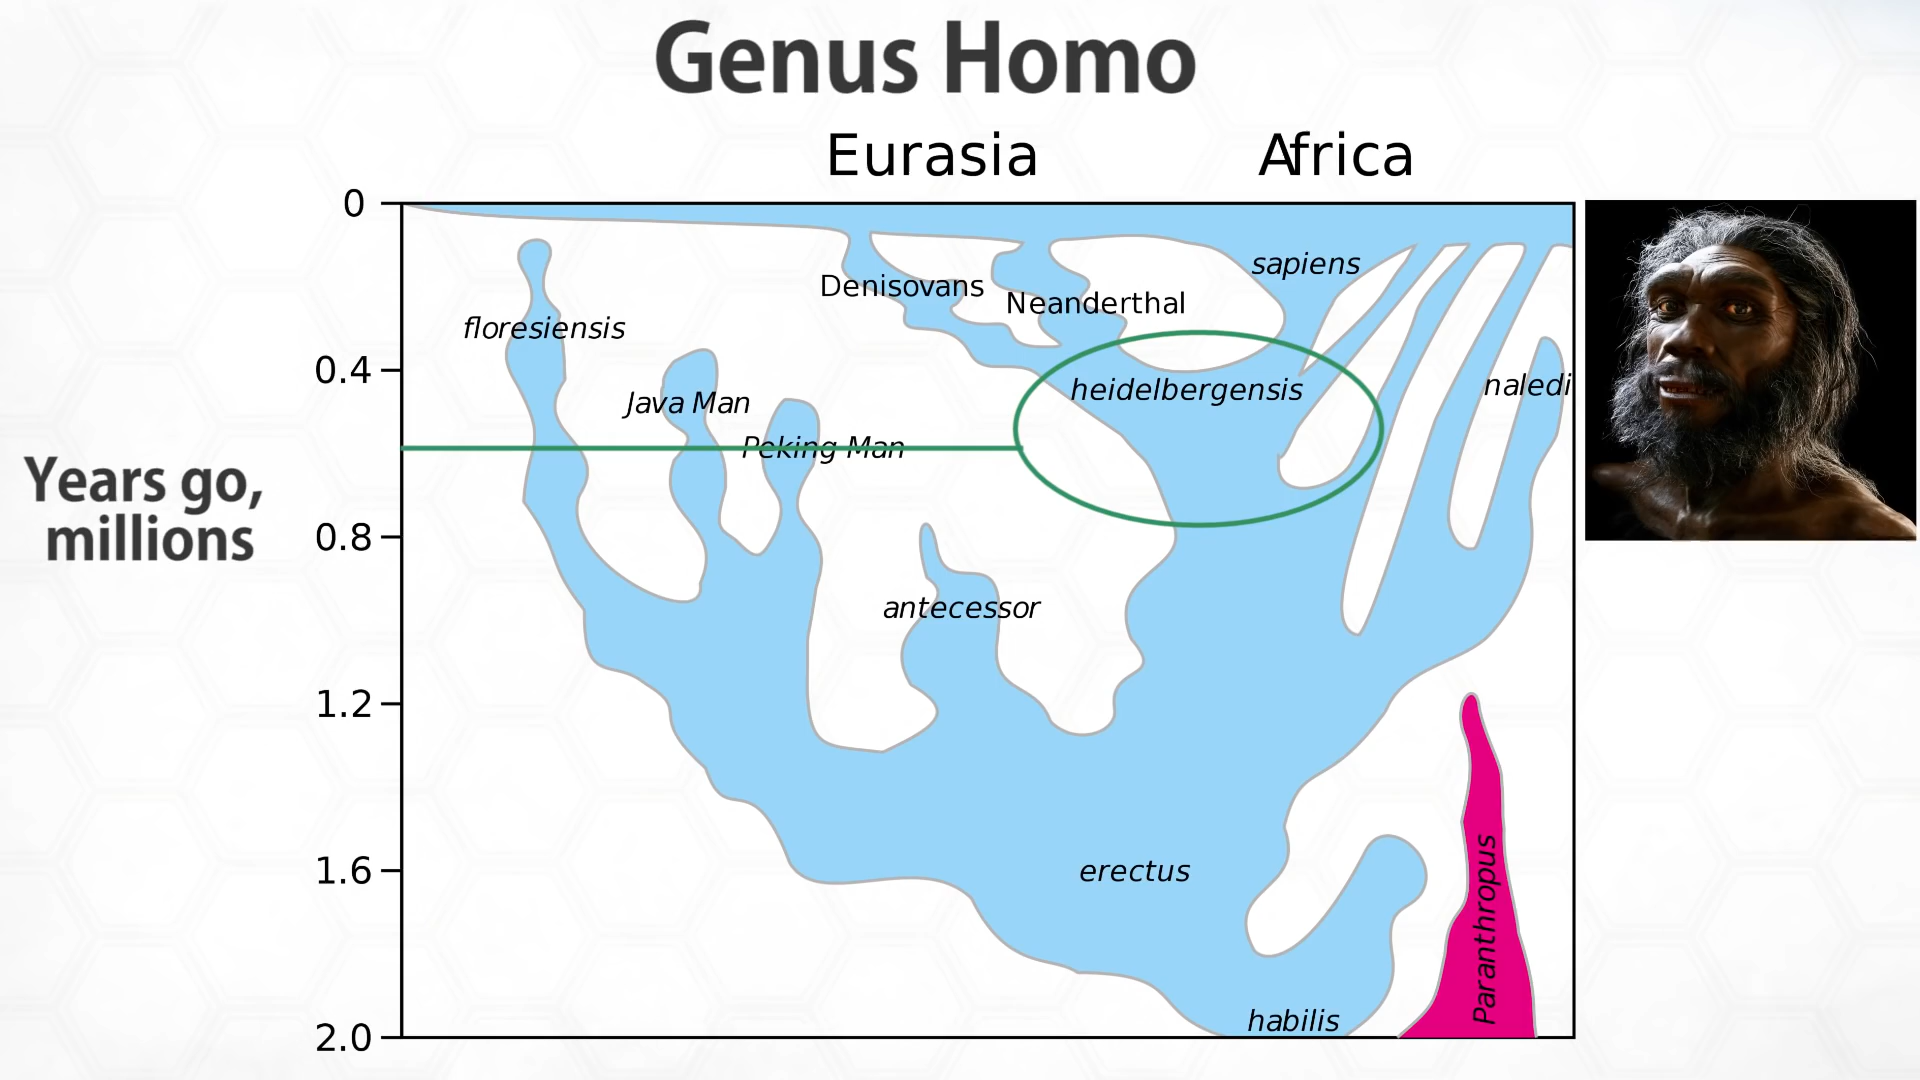 Genus Homo
Eurasia
Africa
0
sapiens
Denisovans
Neanderthal
floresiensis
0.4
naledi
heidelbergensis
Java Man
Peking Man
Years go,
millions
0.8
antecessor
1.2
1.6
erectus
Paranthropus
habilis
2.0